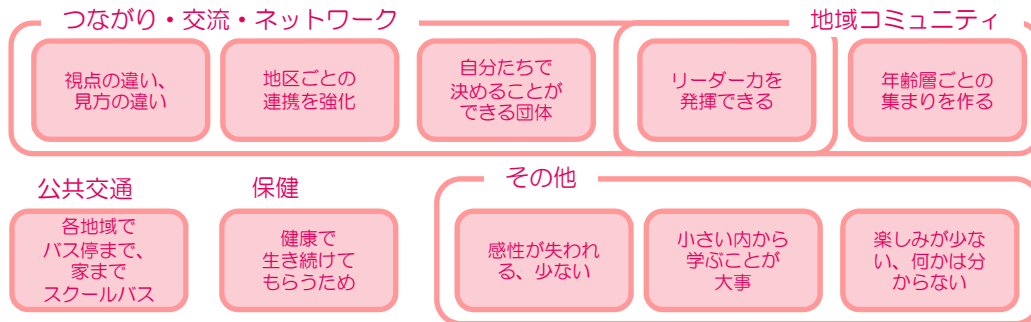 つながり・交流・ネットワーク
地域コミュニティ
視点の違い、
見方の違い
地区ごとの
連携を強化
自分たちで
決めることが
できる団体
リーダー力を
発揮できる
年齢層ごとの
集まりを作る
公共交通
保健
その他
各地域で
バス停まで、
家まで
スクールバス
健康で
生き続けて
もらうため
感性が失われ
る、少ない
小さい内から
学ぶことが
大事
楽しみが少な
い、何かは分
からない